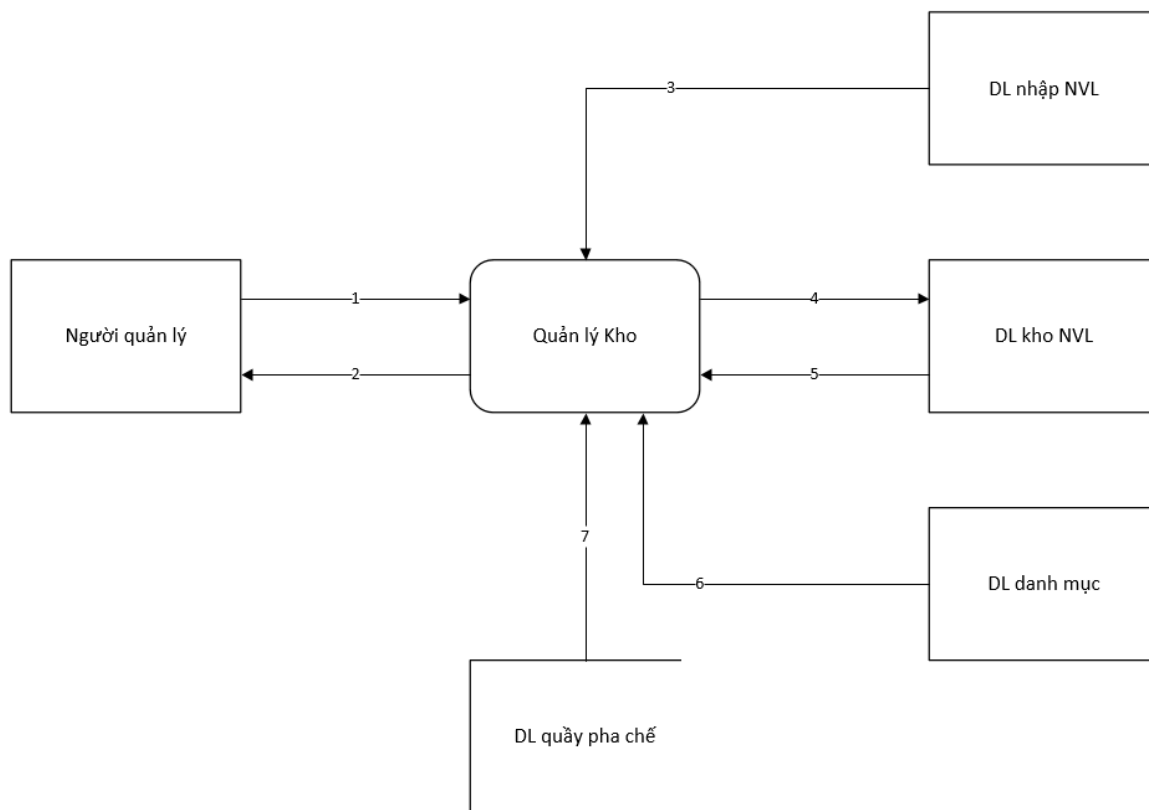 DL nhập NVL
3
Người quản lý
1
2
Quản lý Kho
4
5
DL kho NVL
7
6
DL danh mục
DL quầy pha chế